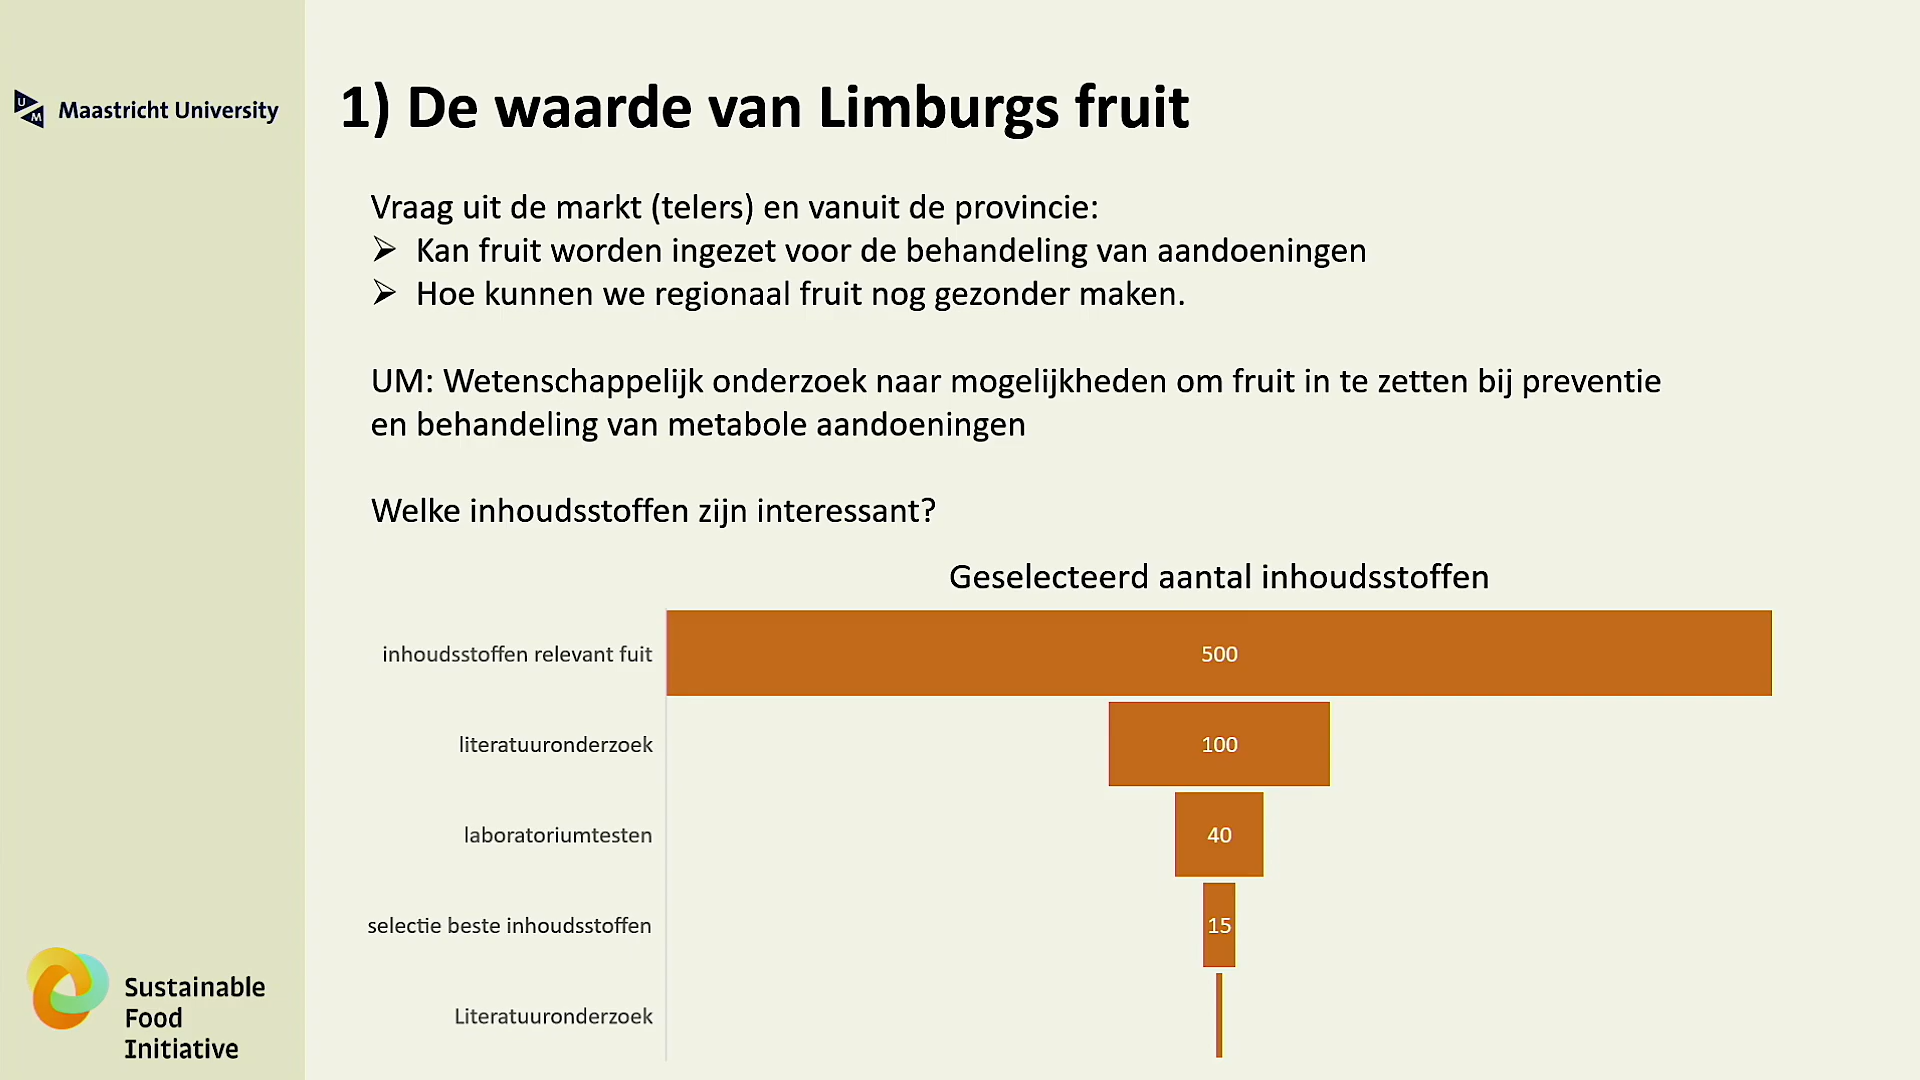 U
M
Maastricht University
1) De waarde van Limburgs fruit
Vraag uit de markt (telers) en vanuit de provincie:
➢ Kan fruit worden ingezet voor de behandeling van aandoeningen
➢ Hoe kunnen we regionaal fruit nog gezonder maken.
UM: Wetenschappelijk onderzoek naar mogelijkheden om fruit in te zetten bij preventie
en behandeling van metabole aandoeningen
Welke inhoudsstoffen zijn interessant?
Geselecteerd aantal inhoudsstoffen
inhoudsstoffen relevant fuit 500
literatuuronderzoek 100
laboratoriumtesten 40
selectie beste inhoudsstoffen 15
Literatuuronderzoek
Sustainable
Food
Initiative